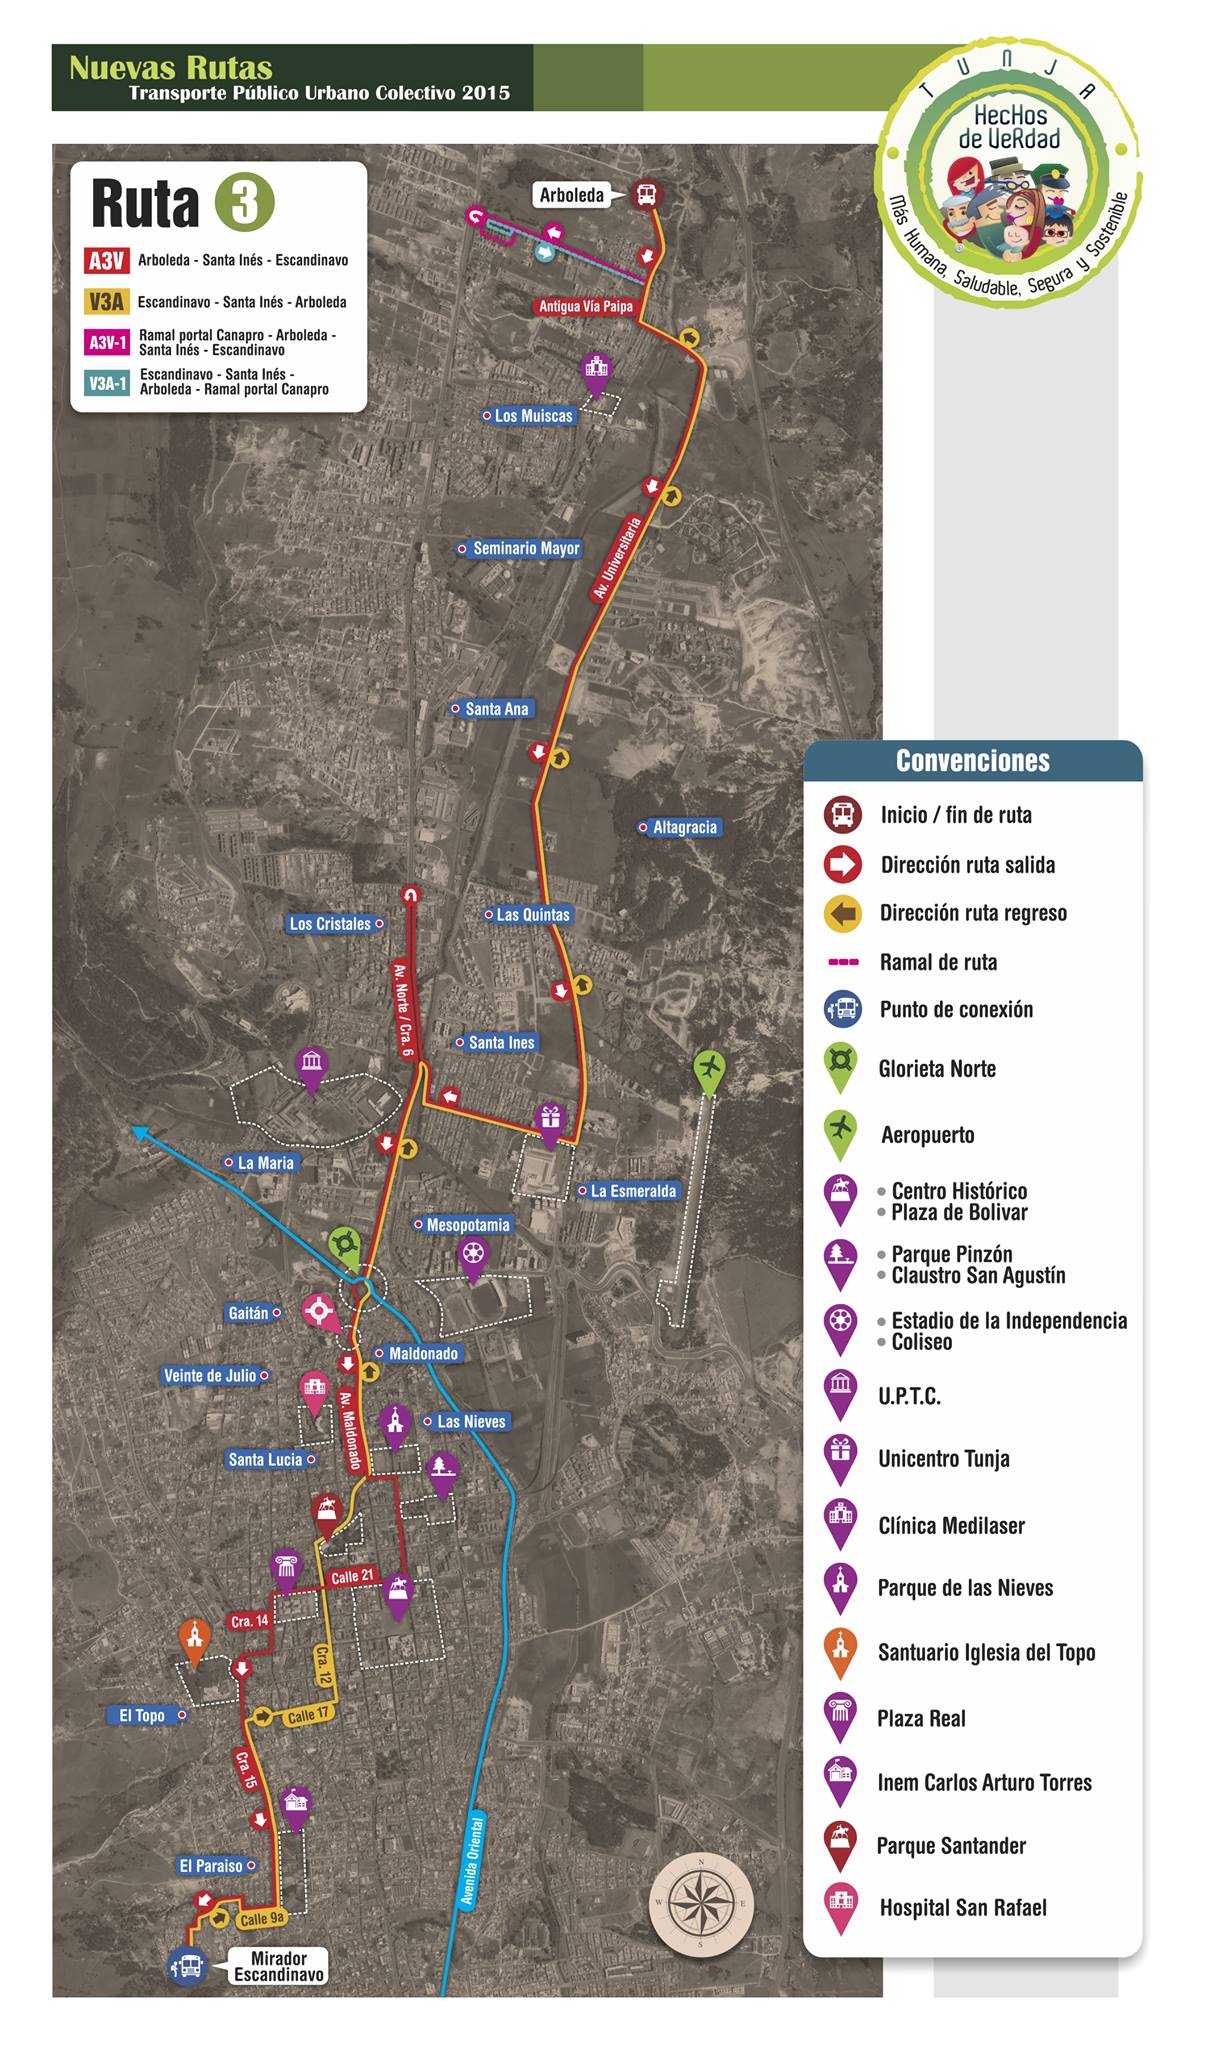 Nuevas Rutas
Transporte Público Urbano Colectivo 2015
TUNJA
HecHos
de VeRdad
Más Humana, Saludable, Segura y Sostenible
Ruta 3
A3V Arboleda - Santa Inés - Escandinavo
V3A Escandinavo - Santa Inés - Arboleda
A3V-1 Ramal portal Canapro - Arboleda -
Santa Inés - Escandinavo
V3A-1 Escandinavo - Santa Inés -
Arboleda - Ramal portal Canapro
Arboleda
Antigua Vía Paipa
Los Muiscas
Av. Universitaria
Seminario Mayor
Santa Ana
Altagracia
Los Cristales
Las Quintas
Av. Norte / Cra. 6
Santa Ines
La Maria
La Esmeralda
Mesopotamia
Gaitán
Maldonado
Veinte de Julio
Av. Maldonado
Las Nieves
Santa Lucia
Calle 21
Cra. 14
Cra. 12
El Topo
Calle 17
Cra. 15
El Paraiso
Calle 9a
Avenida Oriental
Mirador
Escandinavo
N
W
E
S
Convenciones
Inicio / fin de ruta
Dirección ruta salida
Dirección ruta regreso
Ramal de ruta
Punto de conexión
Glorieta Norte
Aeropuerto
• Centro Histórico
• Plaza de Bolivar
• Parque Pinzón
• Claustro San Agustín
• Estadio de la Independencia
• Coliseo
U.P.T.C.
Unicentro Tunja
Clínica Medilaser
Parque de las Nieves
Santuario Iglesia del Topo
Plaza Real
Inem Carlos Arturo Torres
Parque Santander
Hospital San Rafael